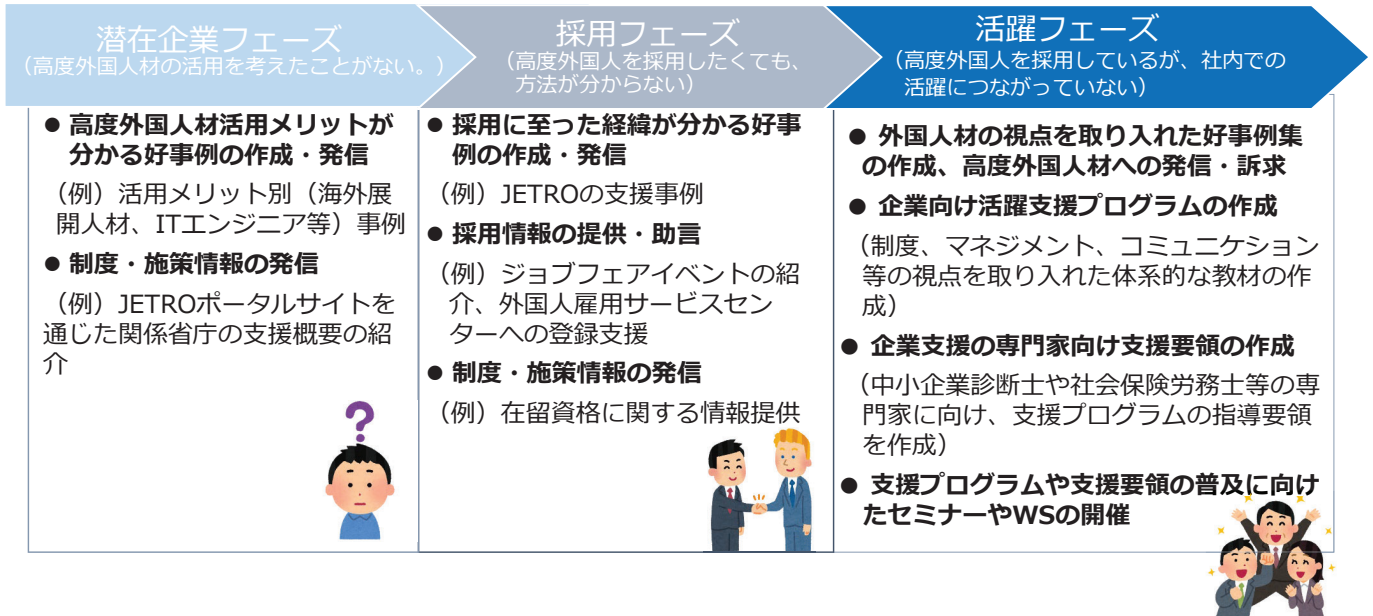 潜在企業フェーズ
（高度外国人材の活用を考えたことがない。）
採用フェーズ
（高度外国人を採用したくても、
方法が分からない）
活躍フェーズ
（高度外国人を採用しているが、社内での
活躍につながっていない）
● 高度外国人材活用メリットが
分かる好事例の作成・発信
（例）活用メリット別（海外展
開人材、ITエンジニア等）事例
● 制度・施策情報の発信
（例）JETROポータルサイトを
通じた関係省庁の支援概要の紹
介
● 採用に至った経緯が分かる好事
例の作成・発信
（例）JETROの支援事例
● 採用情報の提供・助言
（例）ジョブフェアイベントの紹
介、外国人雇用サービスセン
ターへの登録支援
● 制度・施策情報の発信
（例）在留資格に関する情報提供
● 外国人材の視点を取り入れた好事例集
の作成、高度外国人材への発信・訴求
● 企業向け活躍支援プログラムの作成
（制度、マネジメント、コミュニケション
等の視点を取り入れた体系的な教材の作
成）
● 企業支援の専門家向け支援要領の作成
（中小企業診断士や社会保険労務士等の専
門家に向け、支援プログラムの指導要領
を作成）
● 支援プログラムや支援要領の普及に向け
たセミナーやWSの開催
?